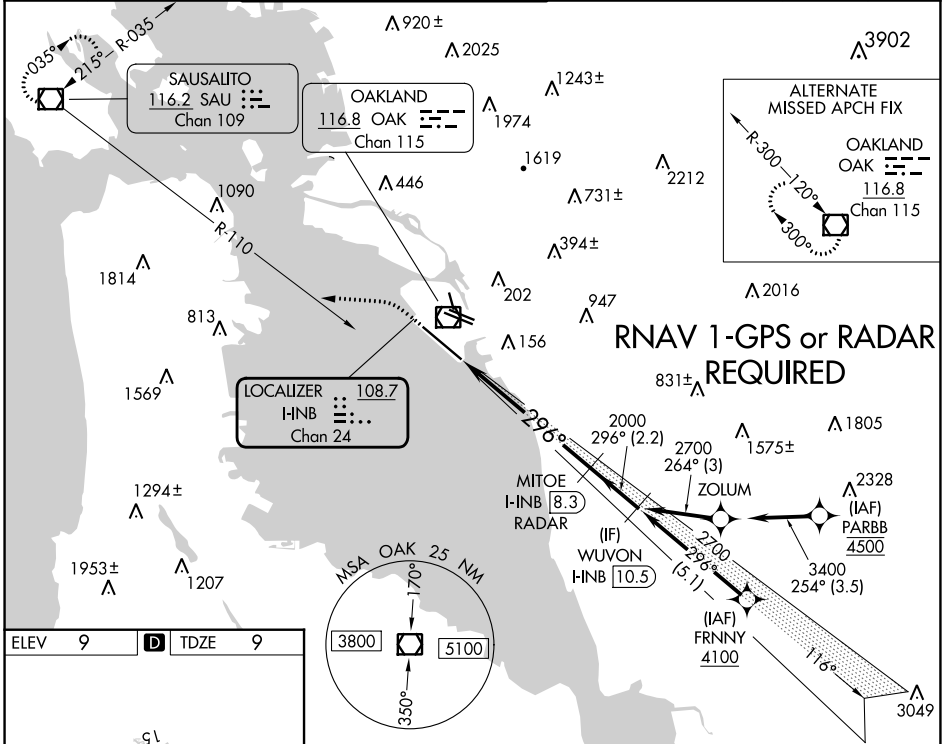 920±
2025
3902
035°
215°
R-035
SAUSALITO
116.2 SAU
Chan 109
OAKLAND
116.8 OAK
Chan 115
1243±
1974
1619
ALTERNATE
MISSED APCH FIX
R-300
120°
OAKLAND
OAK
116.8
Chan 115
300°
446
731±
2212
1090
R-110
394±
1814
202
2016
813
947
156
RNAV 1-GPS or RADAR
REQUIRED
1569
LOCALIZER 108.7
I-INB
Chan 24
831±
296°
2000
296° (2.2)
2700
264° (3)
1575±
1805
MITOE
I-INB 8.3
RADAR
ZOLUM
2328
(IAF)
PARBB
4500
1294±
(IF)
WUVON
I-INB 10.5
2700
296°
(5.1)
3400
254° (3.5)
1953±
1207
MSA OAK 25 NM
170°
3800
5100
350°
(IAF)
FRNNY
4100
116°
3049
ELEV 9 D TDZE 9
15